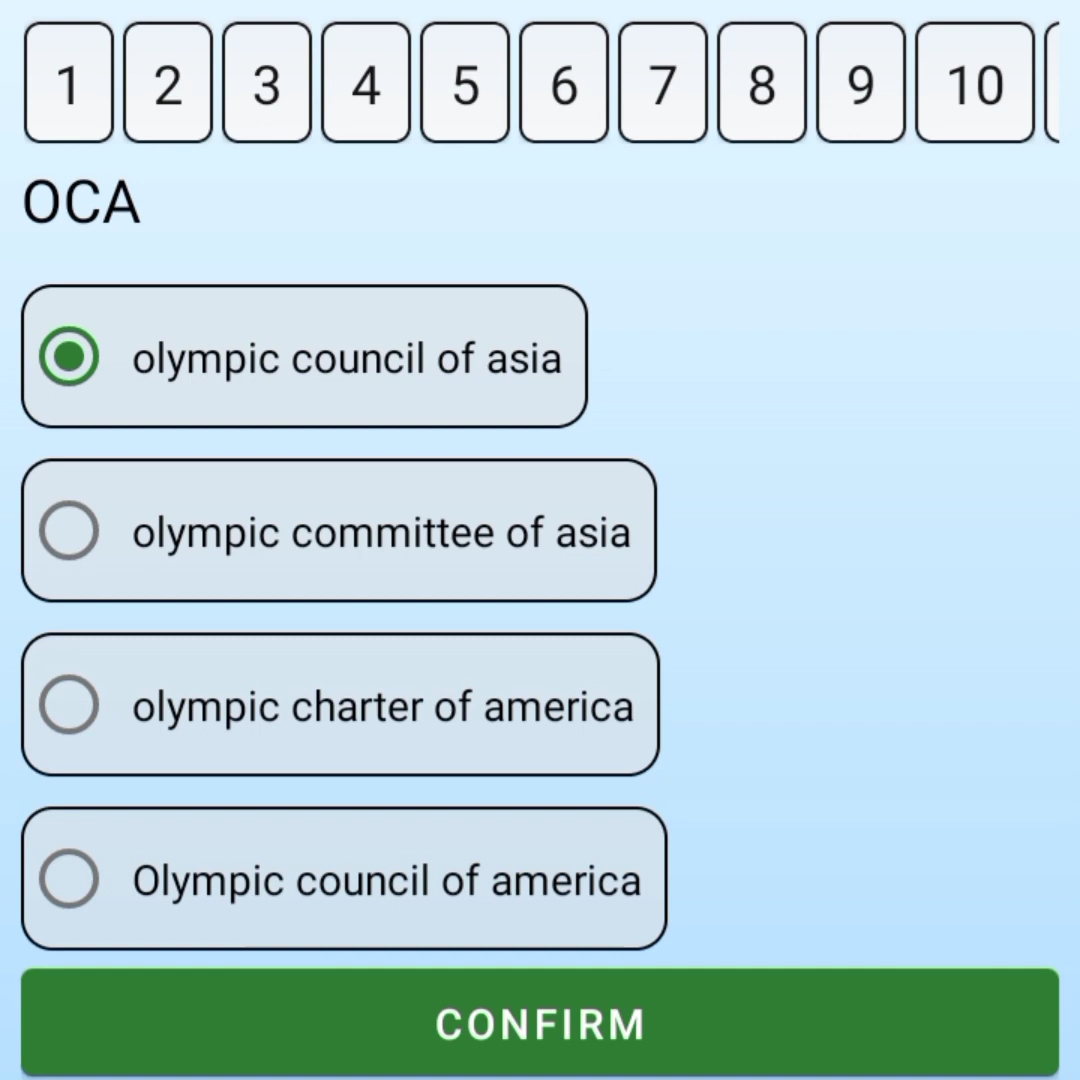 1 2 3 4 5 6 7 8 9 10
OCA
olympic council of asia
olympic committee of asia
olympic charter of america
Olympic council of america
CONFIRM